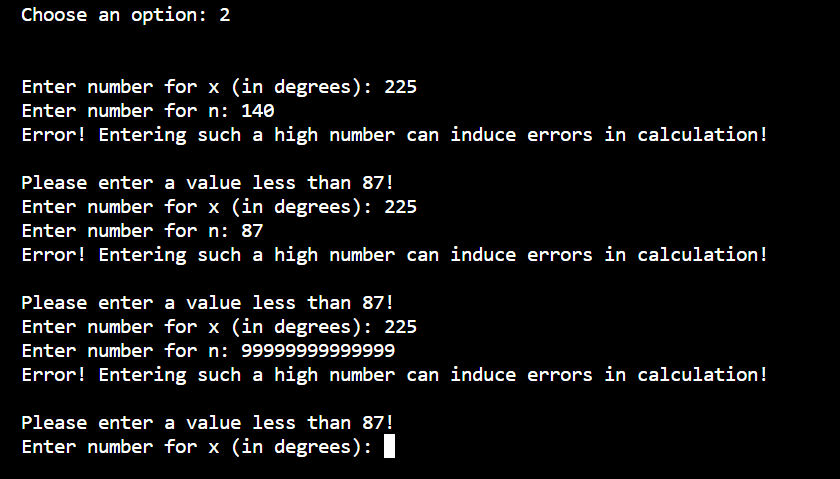 Choose an option: 2
Enter number for x (in degrees): 225
Enter number for n: 140
Error! Entering such a high number can induce errors in calculation!
Please enter a value less than 87!
Enter number for x (in degrees): 225
Enter number for n: 87
Error! Entering such a high number can induce errors in calculation!
Please enter a value less than 87!
Enter number for x (in degrees): 225
Enter number for n: 99999999999999
Error! Entering such a high number can induce errors in calculation!
Please enter a value less than 87!
Enter number for x (in degrees):